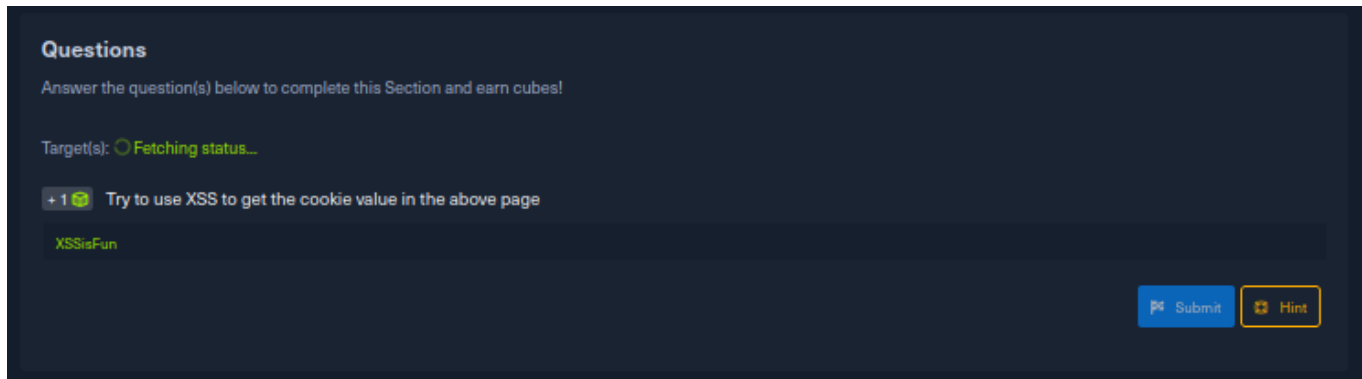 Questions
Answer the question(s) below to complete this Section and earn cubes!
Target(s): Fetching status...
+ 1 Try to use XSS to get the cookie value in the above page
XSSisFun
Submit Hint